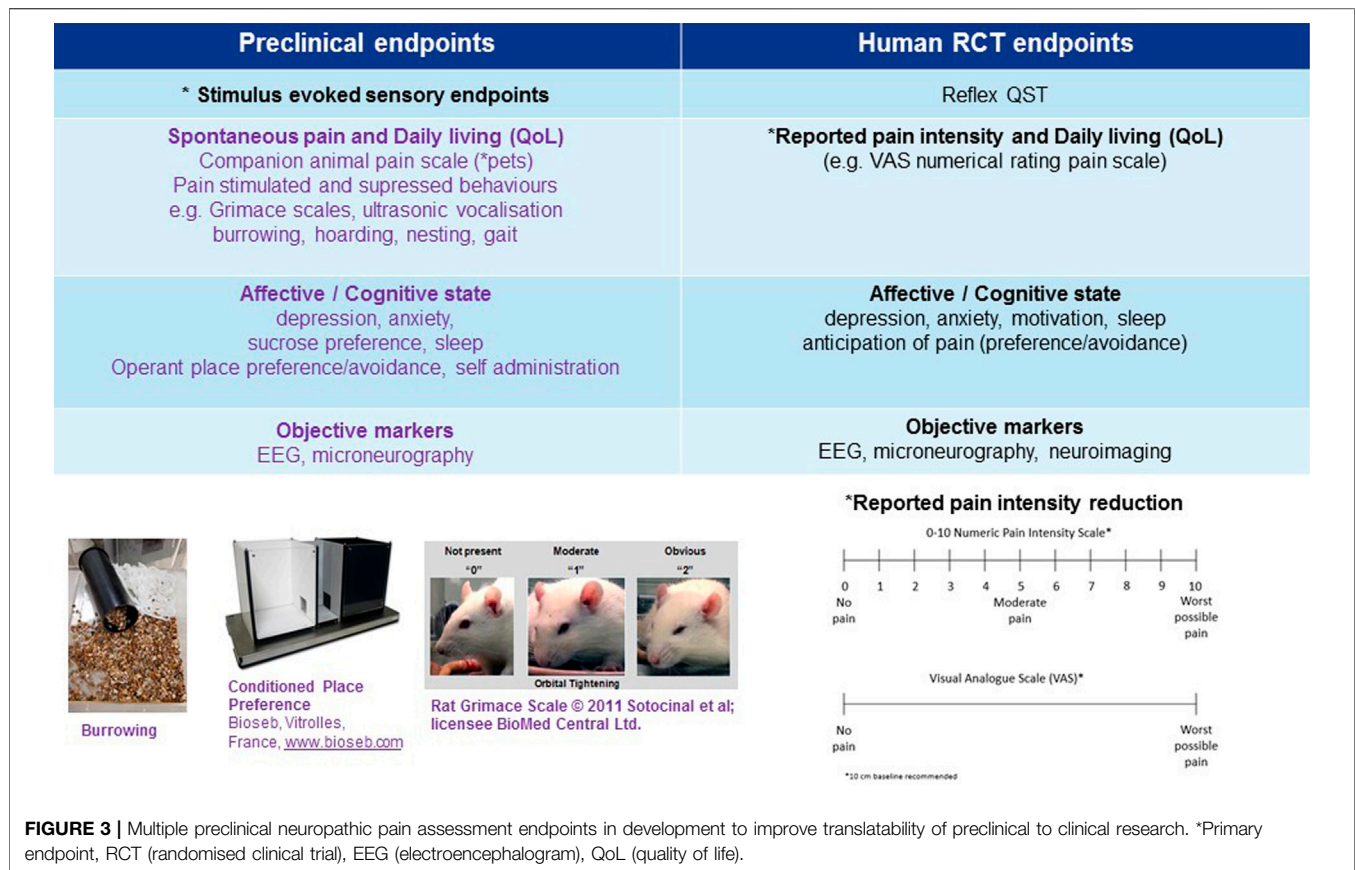 Preclinical endpoints
Human RCT endpoints
* Stimulus evoked sensory endpoints
Reflex QST
Spontaneous pain and Daily living (QoL)
Companion animal pain scale (*pets)
Pain stimulated and supressed behaviours
e.g. Grimace scales, ultrasonic vocalisation
burrowing, hoarding, nesting, gait
*Reported pain intensity and Daily living (QoL)
(e.g. VAS numerical rating pain scale)
Affective / Cognitive state
depression, anxiety,
sucrose preference, sleep
Operant place preference/avoidance, self administration
Affective / Cognitive state
depression, anxiety, motivation, sleep
anticipation of pain (preference/avoidance)
Objective markers
EEG, microneurography
Objective markers
EEG, microneurography, neuroimaging
Burrowing
Conditioned Place
Preference
Bioseb, Vitrolles,
France, www.bioseb.com
Not present Moderate Obvious
"0" "1" "2"
Orbital Tightening
Rat Grimace Scale © 2011 Sotocinal et al;
licensee BioMed Central Ltd.
*Reported pain intensity reduction
0-10 Numeric Pain Intensity Scale*
0 1 2 3 4 5 6 7 8 9 10
No Moderate Worst
pain pain possible
pain
Visual Analogue Scale (VAS)*
No Worst
pain possible
pain
*10 cm baseline recommended
FIGURE 3 | Multiple preclinical neuropathic pain assessment endpoints in development to improve translatability of preclinical to clinical research. *Primary
endpoint, RCT (randomised clinical trial), EEG (electroencephalogram), QoL (quality of life).